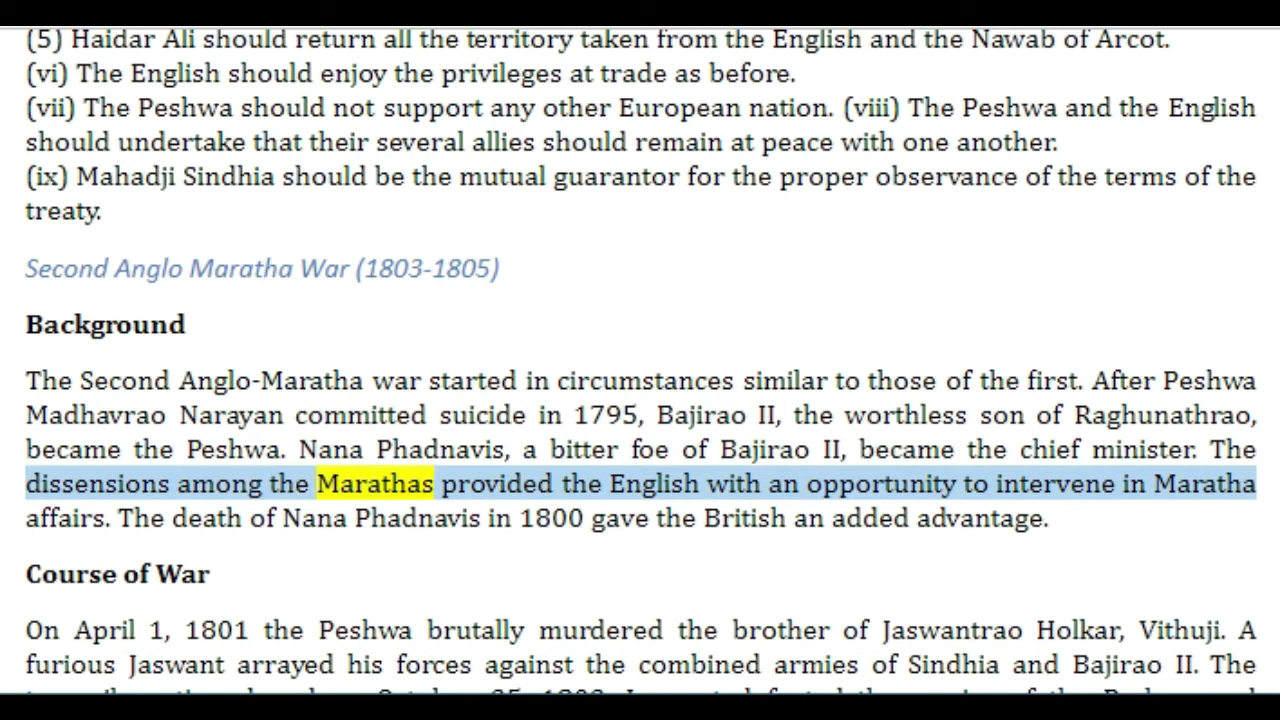 (5) Haidar Ali should return all the territory taken from the English and the Nawab of Arcot.
(vi) The English should enjoy the privileges at trade as before.
(vii) The Peshwa should not support any other European nation. (viii) The Peshwa and the English
should undertake that their several allies should remain at peace with one another.
(ix) Mahadji Sindhia should be the mutual guarantor for the proper observance of the terms of the
treaty.
Second Anglo Maratha War (1803-1805)
Background
The Second Anglo-Maratha war started in circumstances similar to those of the first. After Peshwa
Madhavrao Narayan committed suicide in 1795, Bajirao II, the worthless son of Raghunathrao,
became the Peshwa. Nana Phadnavis, a bitter foe of Bajirao II, became the chief minister. The
dissensions among the Marathas provided the English with an opportunity to intervene in Maratha
affairs. The death of Nana Phadnavis in 1800 gave the British an added advantage.
Course of War
On April 1, 1801 the Peshwa brutally murdered the brother of Jaswantrao Holkar, Vithuji. A
furious Jaswant arrayed his forces against the combined armies of Sindhia and Bajirao II. The